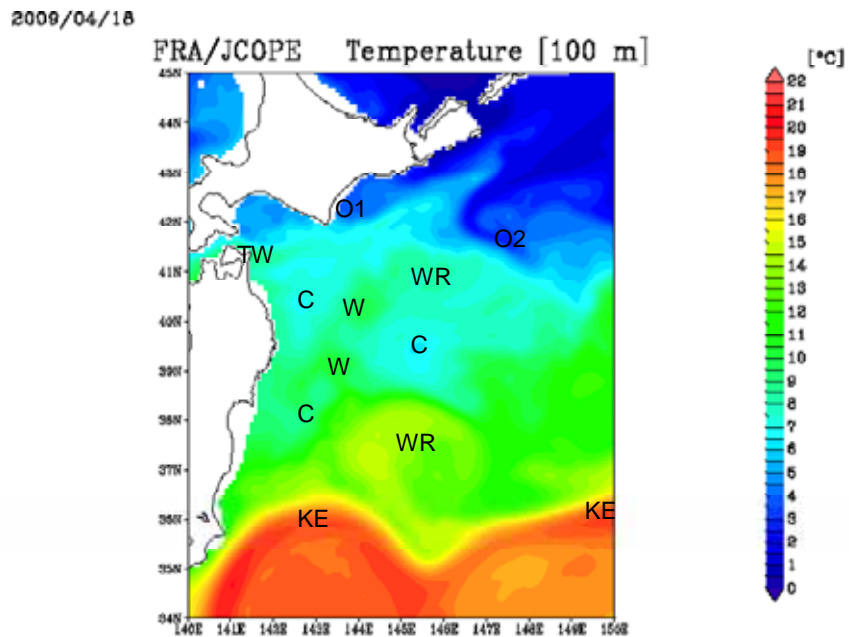 2009/04/18
FRA/JCOPE Temperature [100 m]
[°C]
45N
44N
43N
42N
41N
40N
39N
38N
37N
36N
35N
34N
140E 141E 142E 143E 144E 145E 146E 147E 148E 149E 150E
O1
O2
TW
WR
C
W
C
W
C
WR
KE
KE
22
21
20
19
18
17
16
15
14
13
12
11
10
9
8
7
6
5
4
3
2
1
0